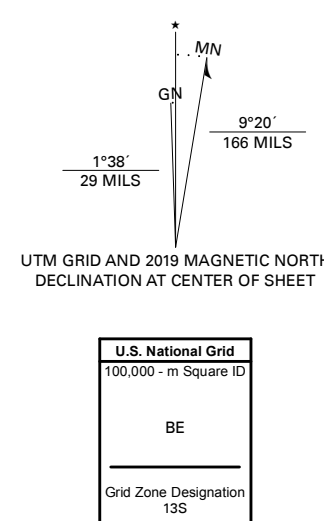 ★
MN
GN
9°20´
166 MILS
1°38´
29 MILS
UTM GRID AND 2019 MAGNETIC NORTH
DECLINATION AT CENTER OF SHEET
U.S. National Grid
100,000 - m Square ID
BE
Grid Zone Designation
13S